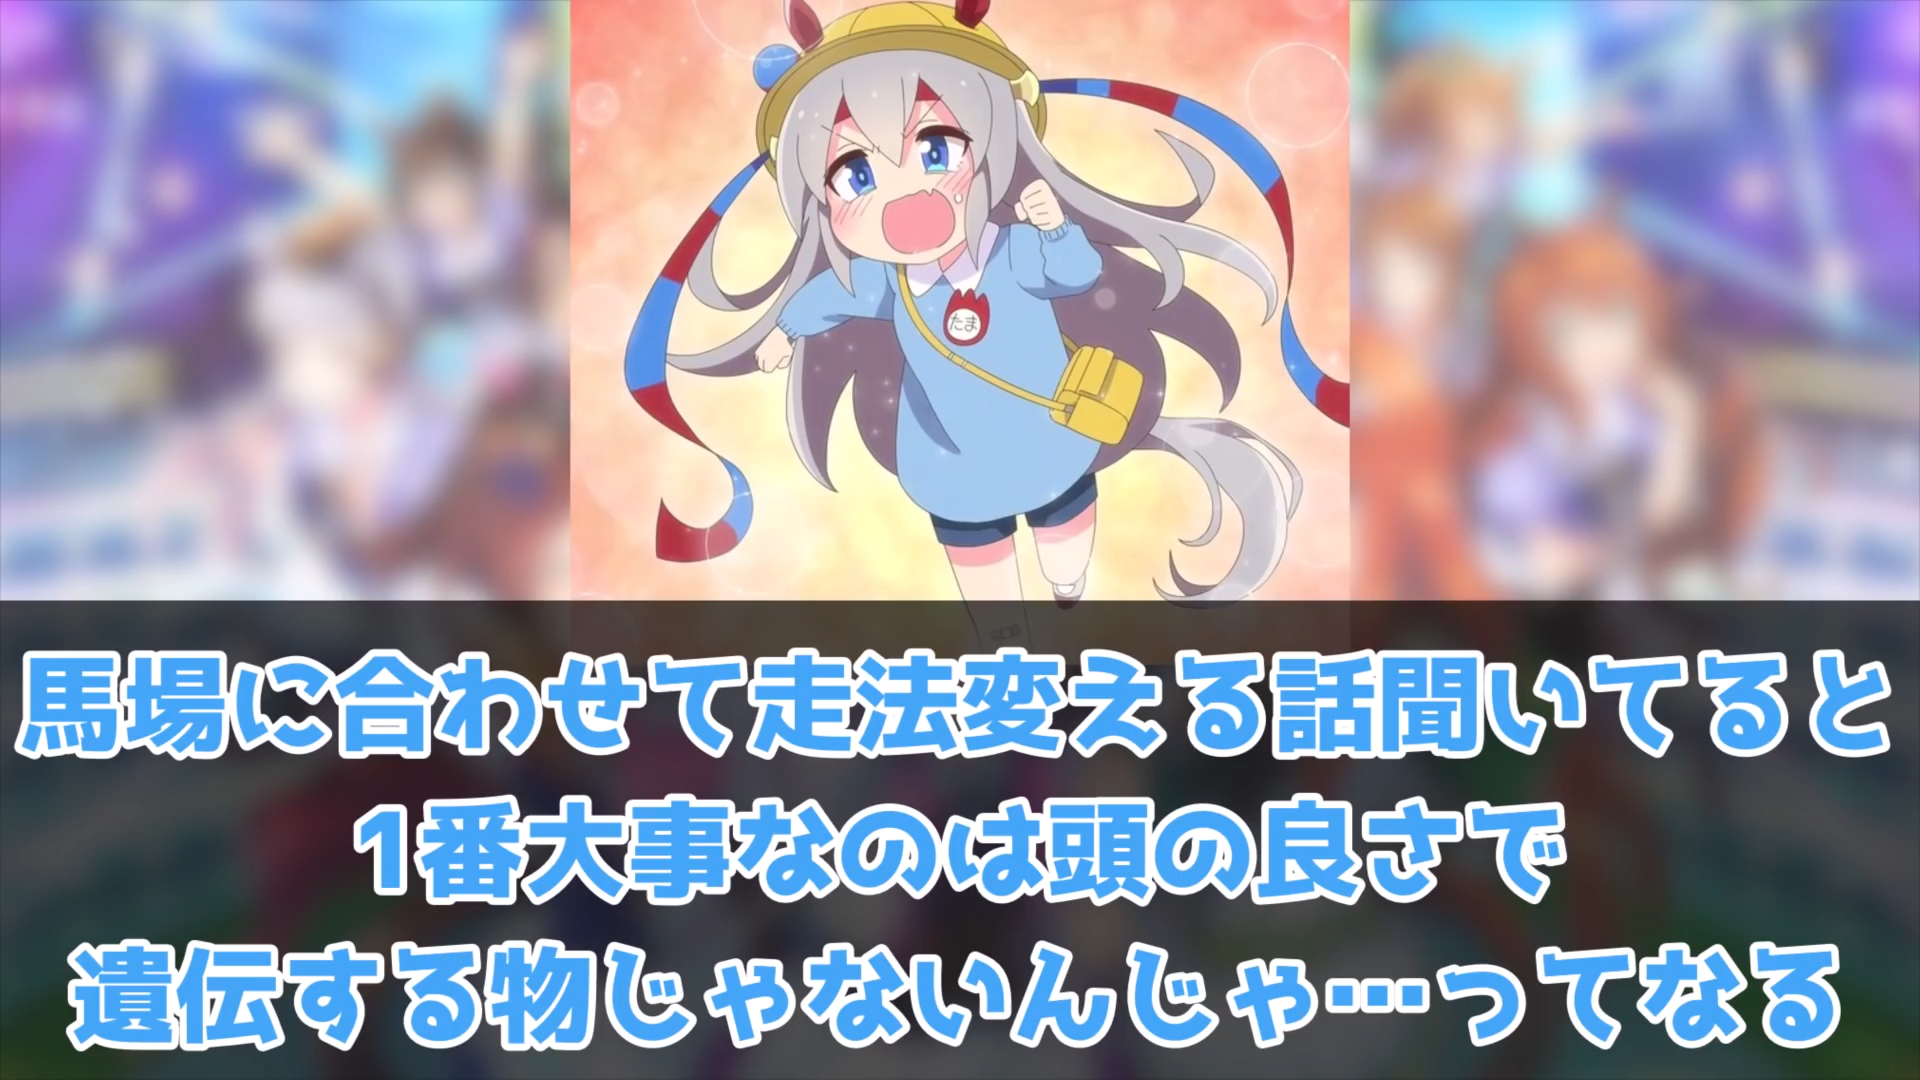 たま
馬場に合わせて走法変える話聞いてると
1番大事なのは頭の良さで
遺伝する物じゃないんじゃ…ってなる